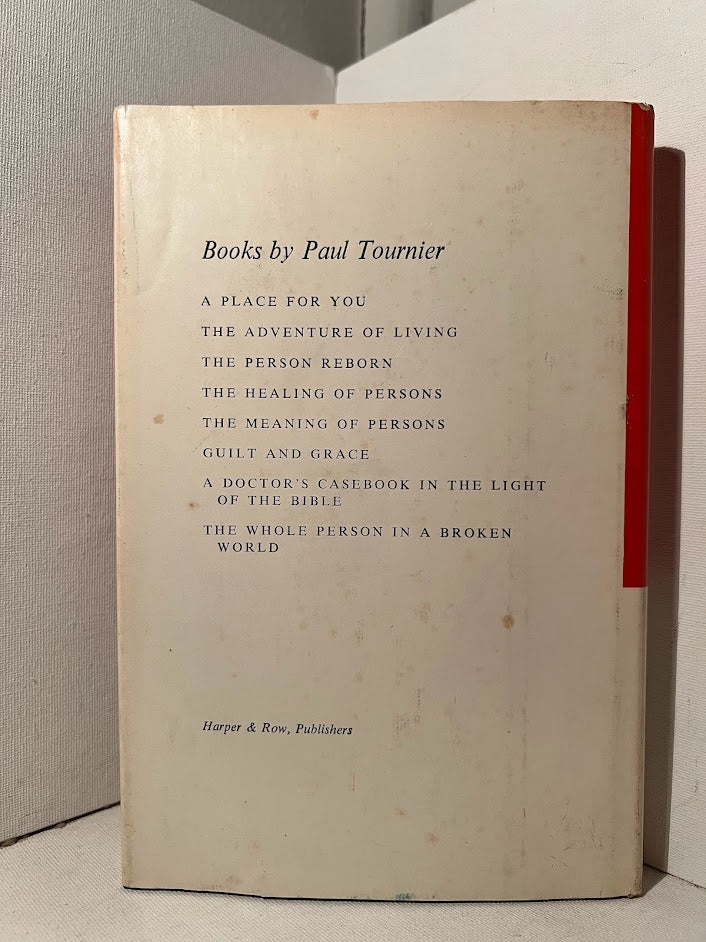 Books by Paul Tournier
A PLACE FOR YOU
THE ADVENTURE OF LIVING
THE PERSON REBORN
THE HEALING OF PERSONS
THE MEANING OF PERSONS
GUILT AND GRACE
A DOCTOR'S CASEBOOK IN THE LIGHT
OF THE BIBLE
THE WHOLE PERSON IN A BROKEN
WORLD
Harper & Row, Publishers